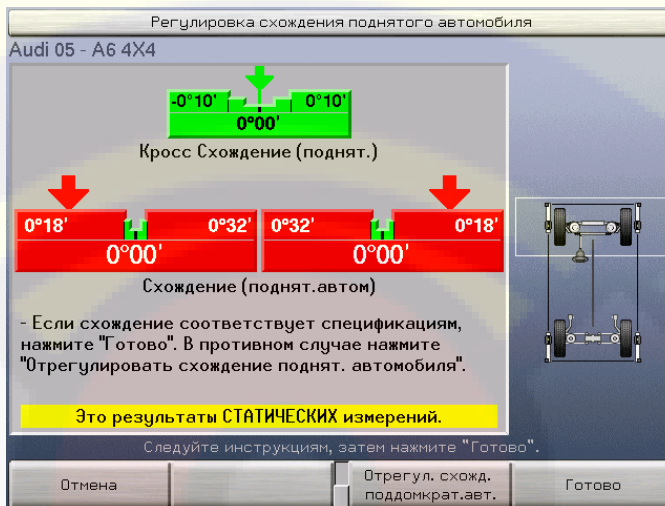 Регулировка схождения поднятого автомобиля
Audi 05 - A6 4X4
-0°10' 0°10'
0°00'
Кросс Схождение (поднят.)
0°18' 0°32' 0°32' 0°18'
0°00' 0°00'
Схождение (поднят.автом)
- Если схождение соответствует спецификациям,
нажмите "Готово". В противном случае нажмите
"Отрегулировать схождение поднят. автомобиля".
Это результаты СТАТИЧЕСКИХ измерений.
Следуйте инструкциям, затем нажмите "Готово".
Отмена
Отрегул. схожд.
поддомкрат.авт.
Готово